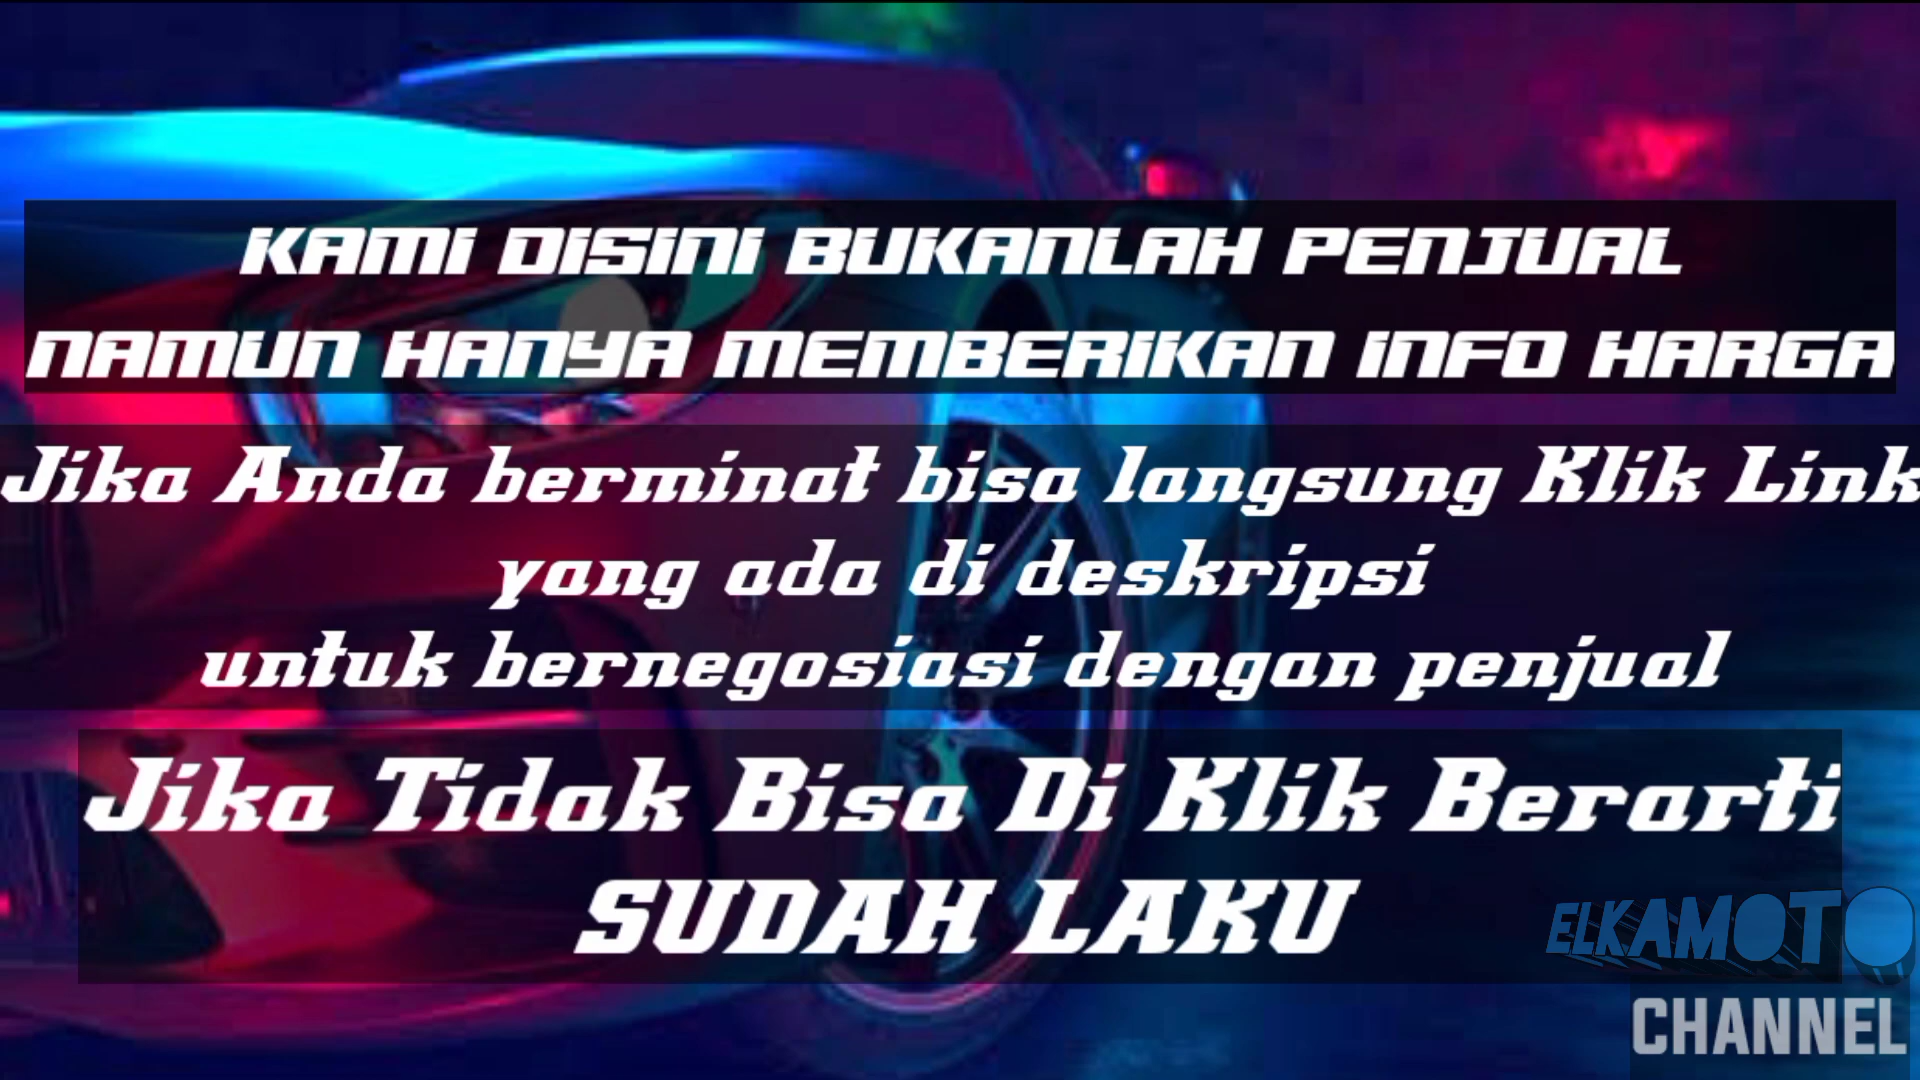 KAMI DISINI BUKANLAH PENJUAL
NAMUN HANYA MEMBERIKAN INFO HARGA
Jika Anda berminat bisa langsung Klik Link
yang ada di deskripsi
untuk bernegosiasi dengan penjual
Jika Tidak Bisa Di Klik Berarti
SUDAH LAKU
ELKAMOTO
CHANNEL